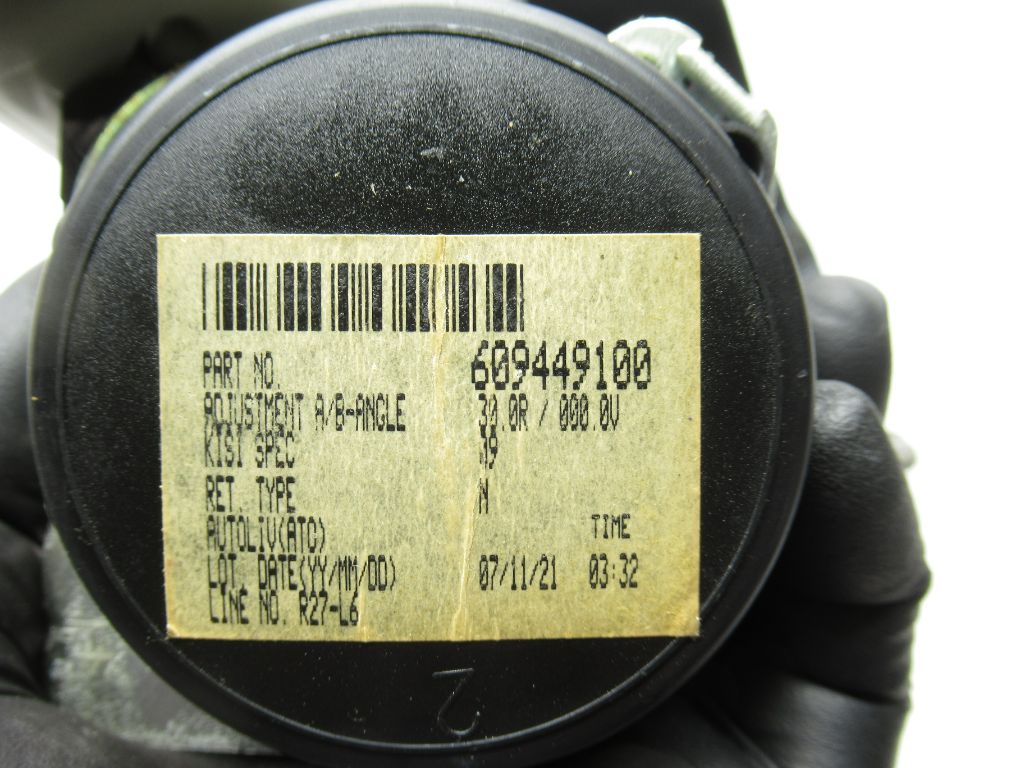 PART NO. 609449100
ADJUSTMENT A/B-ANGLE 30.0R / 000.0V
KISI SPEC 39
RET. TYPE N
AUTOLIV(ATC) TIME
LOT. DATE(YY/MM/DD) 07/11/21 03:32
LINE NO. R27-L6
2